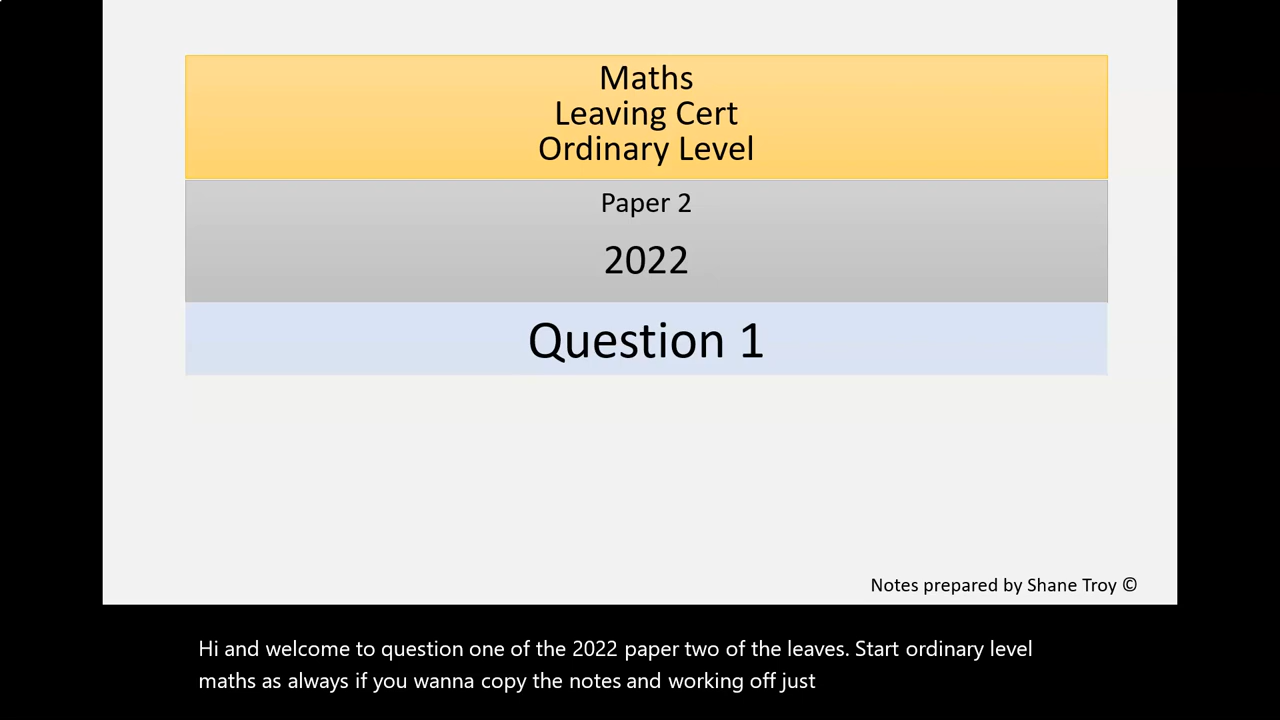 Maths
Leaving Cert
Ordinary Level
Paper 2
2022
Question 1
Notes prepared by Shane Troy ©
Hi and welcome to question one of the 2022 paper two of the leaves. Start ordinary level
maths as always if you wanna copy the notes and working off just